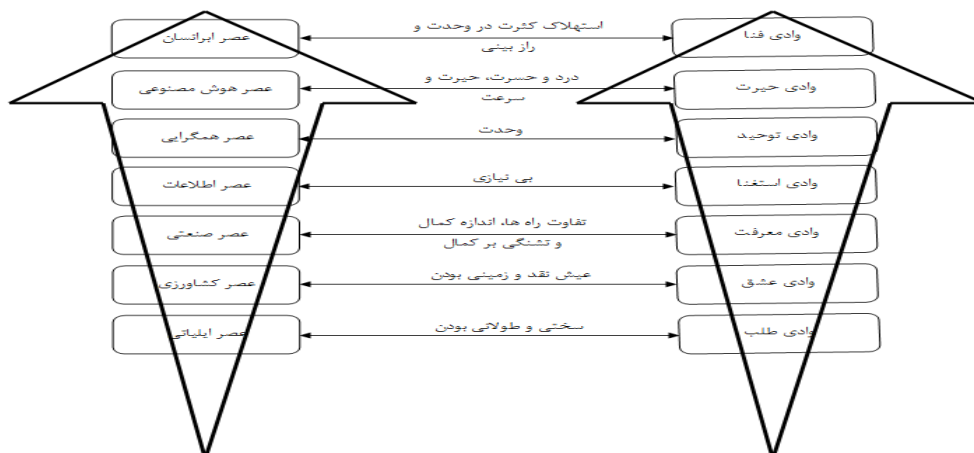 وادی فنا
استهلاک کثرت در وحدت و
راز بینی
عصر ابرانسان
وادی حیرت
درد و حسرت، حیرت و
سرعت
عصر هوش مصنوعی
وادی توحید
وحدت
عصر همگرایی
وادی استغنا
بی نیازی
عصر اطلاعات
وادی معرفت
تفاوت راه ها، اندازه کمال
و تشنگی بر کمال
عصر صنعتی
وادی عشق
عیش نقد و زمینی بودن
عصر کشاورزی
وادی طلب
سختی و طولانی بودن
عصر ایلیاتی